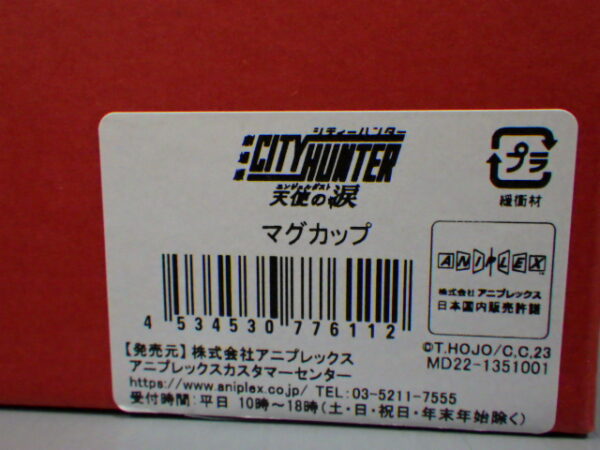 シティーハンター
CITYHUNTER
エンジェルダスト
天使の涙
マグカップ
プラ
緩衝材
ANIPLEX
株式会社アニプレックス
日本国内販売許諾
4 534530 776112
©T.HOJO/C,C,23
MD22-1351001
【発売元】株式会社アニプレックス
アニプレックスカスタマーセンター
https://www.aniplex.co.jp/ TEL:03-5211-7555
受付時間:平日 10時～18時(土・日・祝日・年末年始除く)